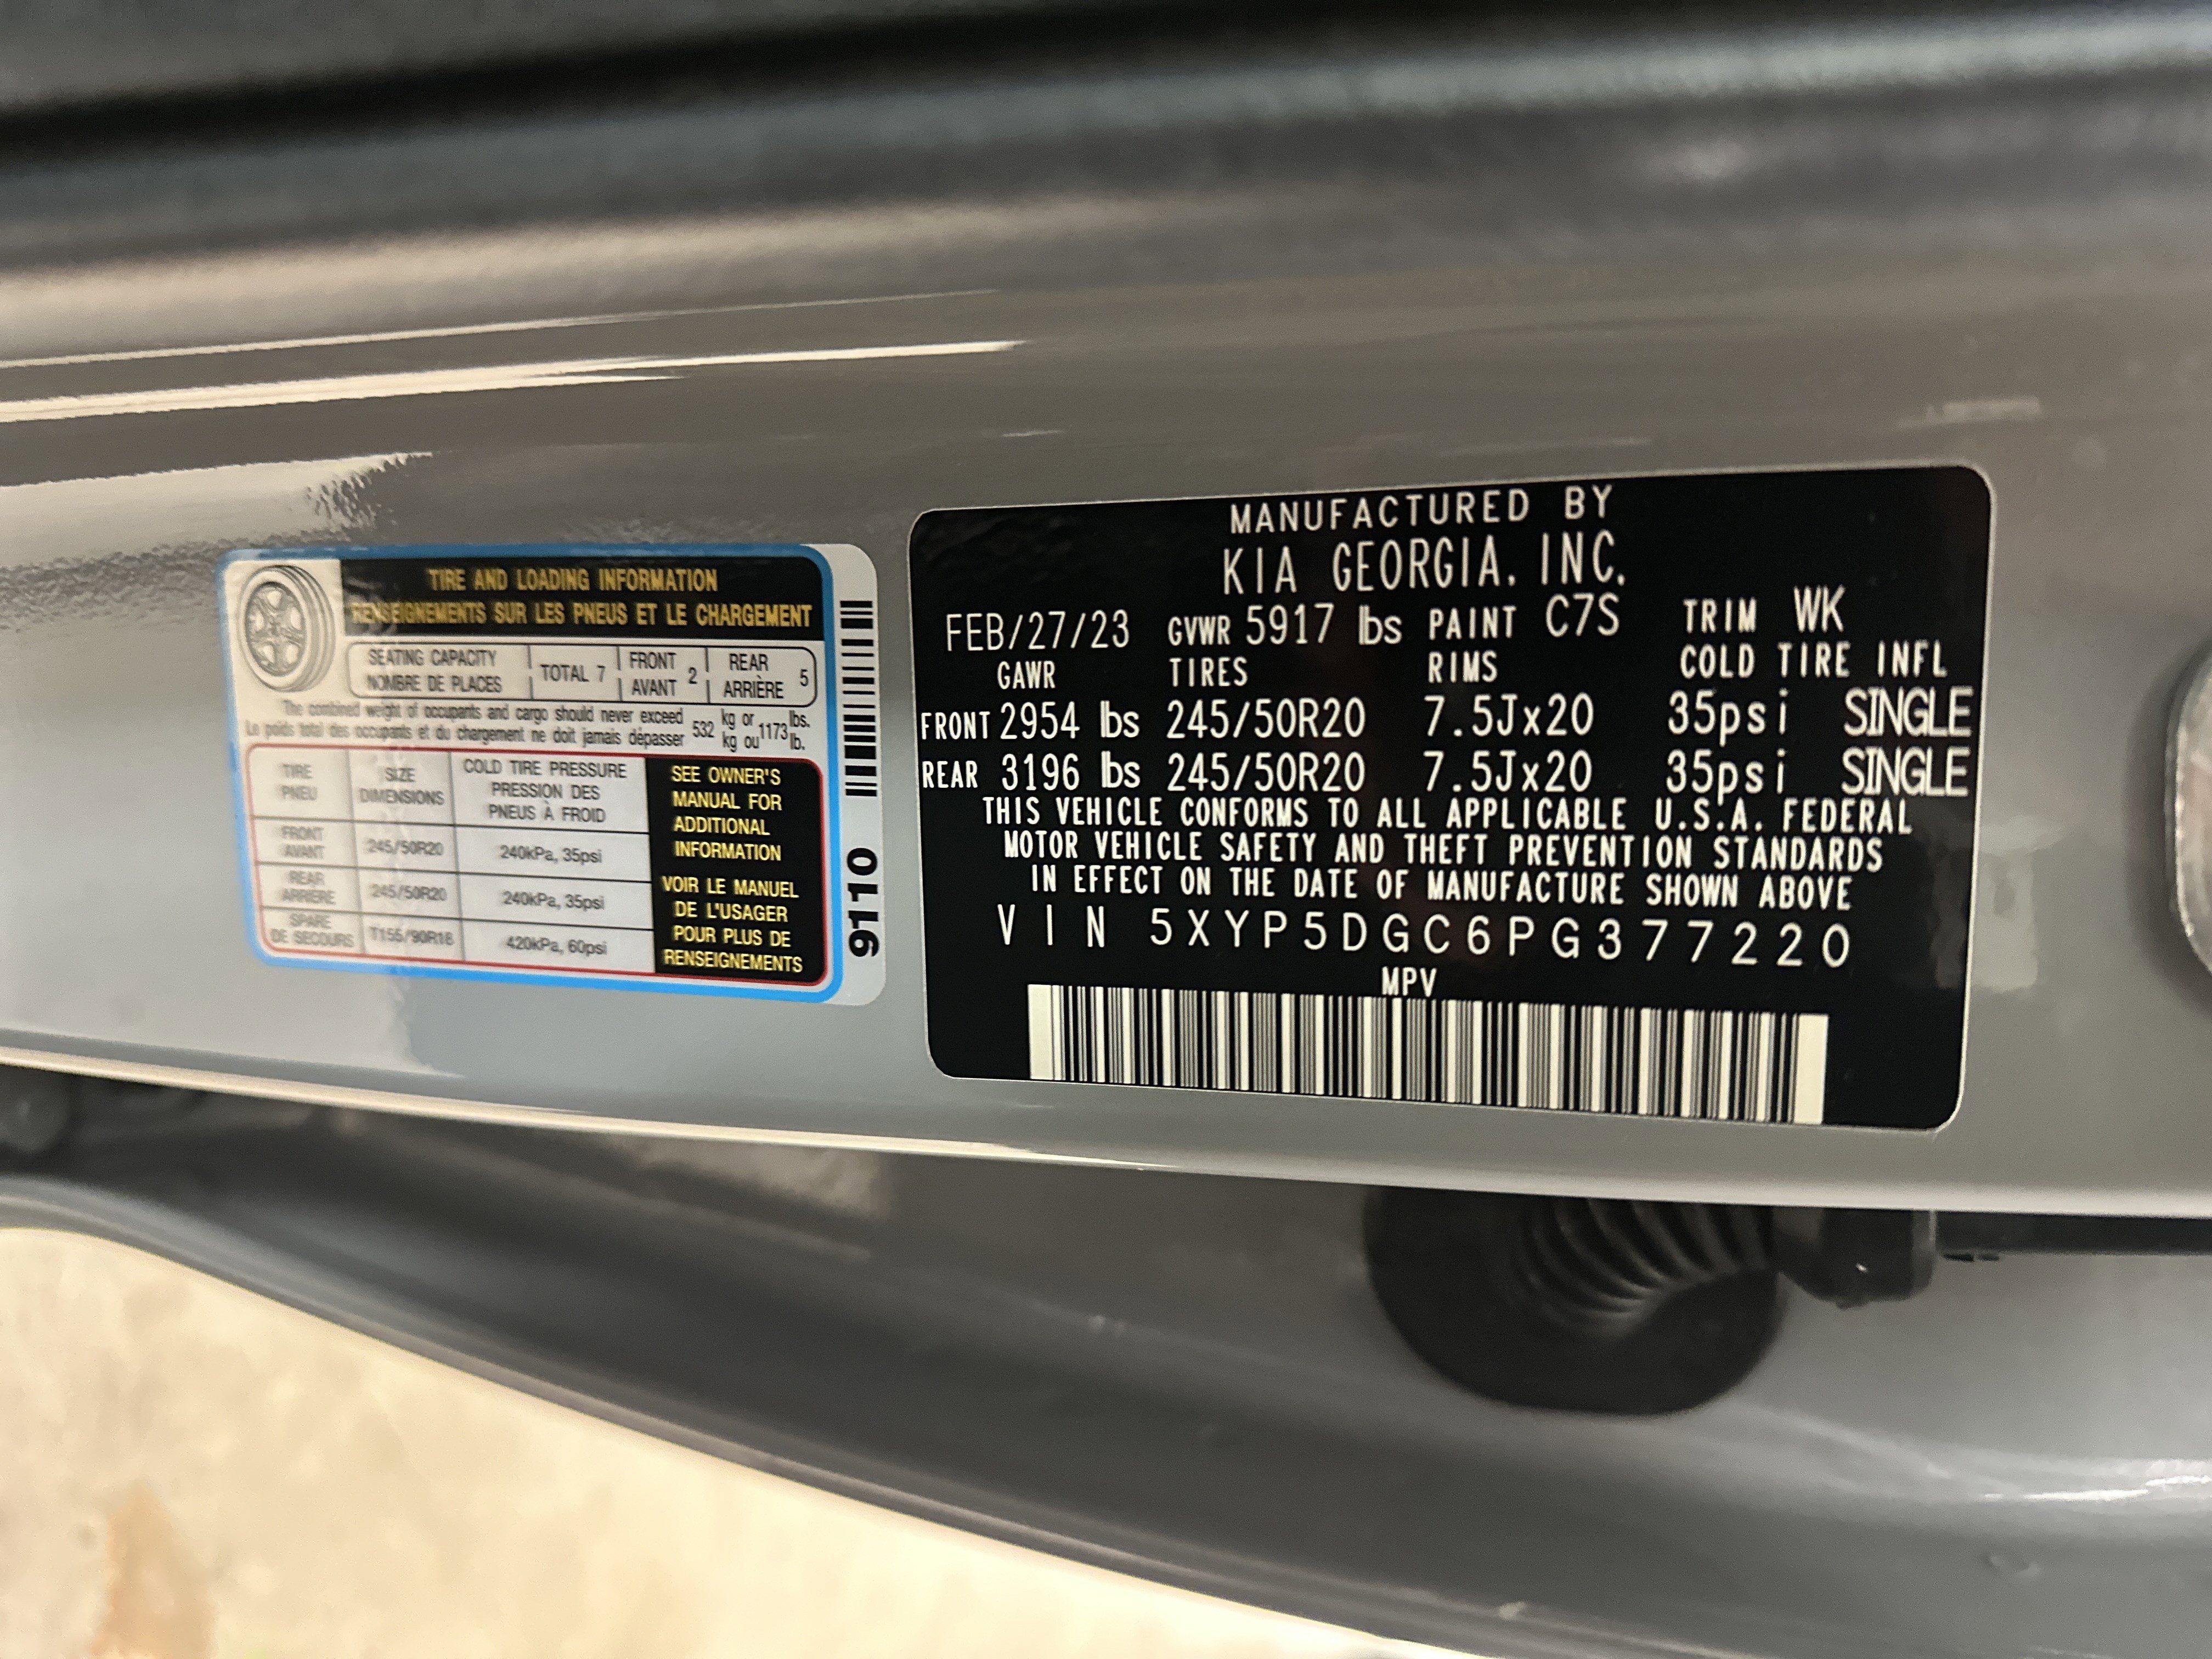 TIRE AND LOADING INFORMATION
RENSEIGNEMENTS SUR LES PNEUS ET LE CHARGEMENT
SEATING CAPACITY
NOMBRE DE PLACES
TOTAL 7
FRONT
AVANT 2
REAR
ARRIÈRE 5
The combined weight of occupants and cargo should never exceed 532 kg or 1173 lbs.
Le poids total des occupants et du chargement ne doit jamais dépasser kg ou lb.
TIRE
PNEU
SIZE
DIMENSIONS
COLD TIRE PRESSURE
PRESSION DES
PNEUS À FROID
FRONT
AVANT
245/50R20
240kPa, 35psi
REAR
ARRIÈRE
245/50R20
240kPa, 35psi
SPARE
DE SECOURS
T155/90R18
420kPa, 60psi
SEE OWNER'S
MANUAL FOR
ADDITIONAL
INFORMATION
VOIR LE MANUEL
DE L'USAGER
POUR PLUS DE
RENSEIGNEMENTS
9110
MANUFACTURED BY
KIA GEORGIA, INC.
FEB/27/23 GVWR 5917 lbs PAINT C7S TRIM WK
GAWR TIRES RIMS COLD TIRE INFL
FRONT 2954 lbs 245/50R20 7.5Jx20 35psi SINGLE
REAR 3196 lbs 245/50R20 7.5Jx20 35psi SINGLE
THIS VEHICLE CONFORMS TO ALL APPLICABLE U.S.A. FEDERAL
MOTOR VEHICLE SAFETY AND THEFT PREVENTION STANDARDS
IN EFFECT ON THE DATE OF MANUFACTURE SHOWN ABOVE
VIN 5XYP5DGC6PG377220
MPV